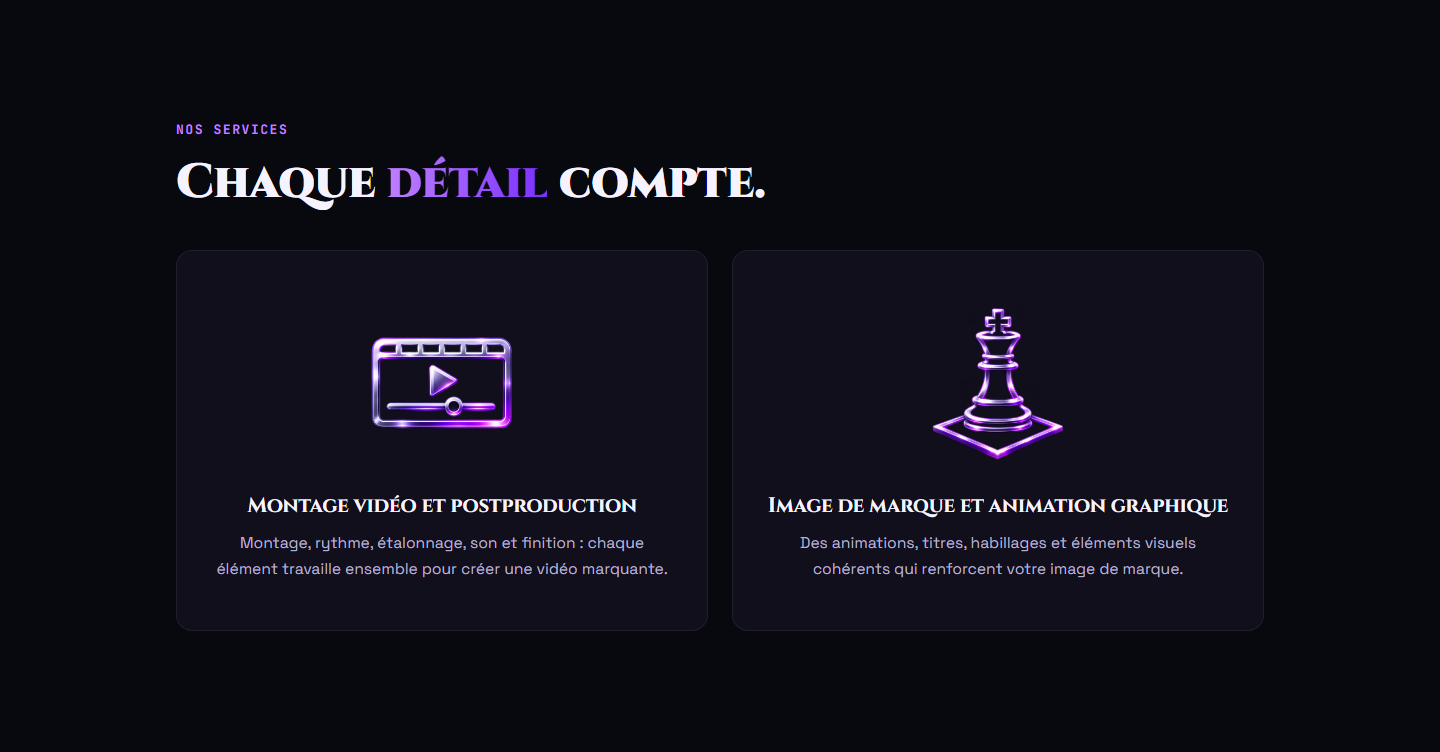 NOS SERVICES
Chaque détail compte.
Montage vidéo et postproduction
Montage, rythme, étalonnage, son et finition : chaque
élément travaille ensemble pour créer une vidéo marquante.
Image de marque et animation graphique
Des animations, titres, habillages et éléments visuels
cohérents qui renforcent votre image de marque.